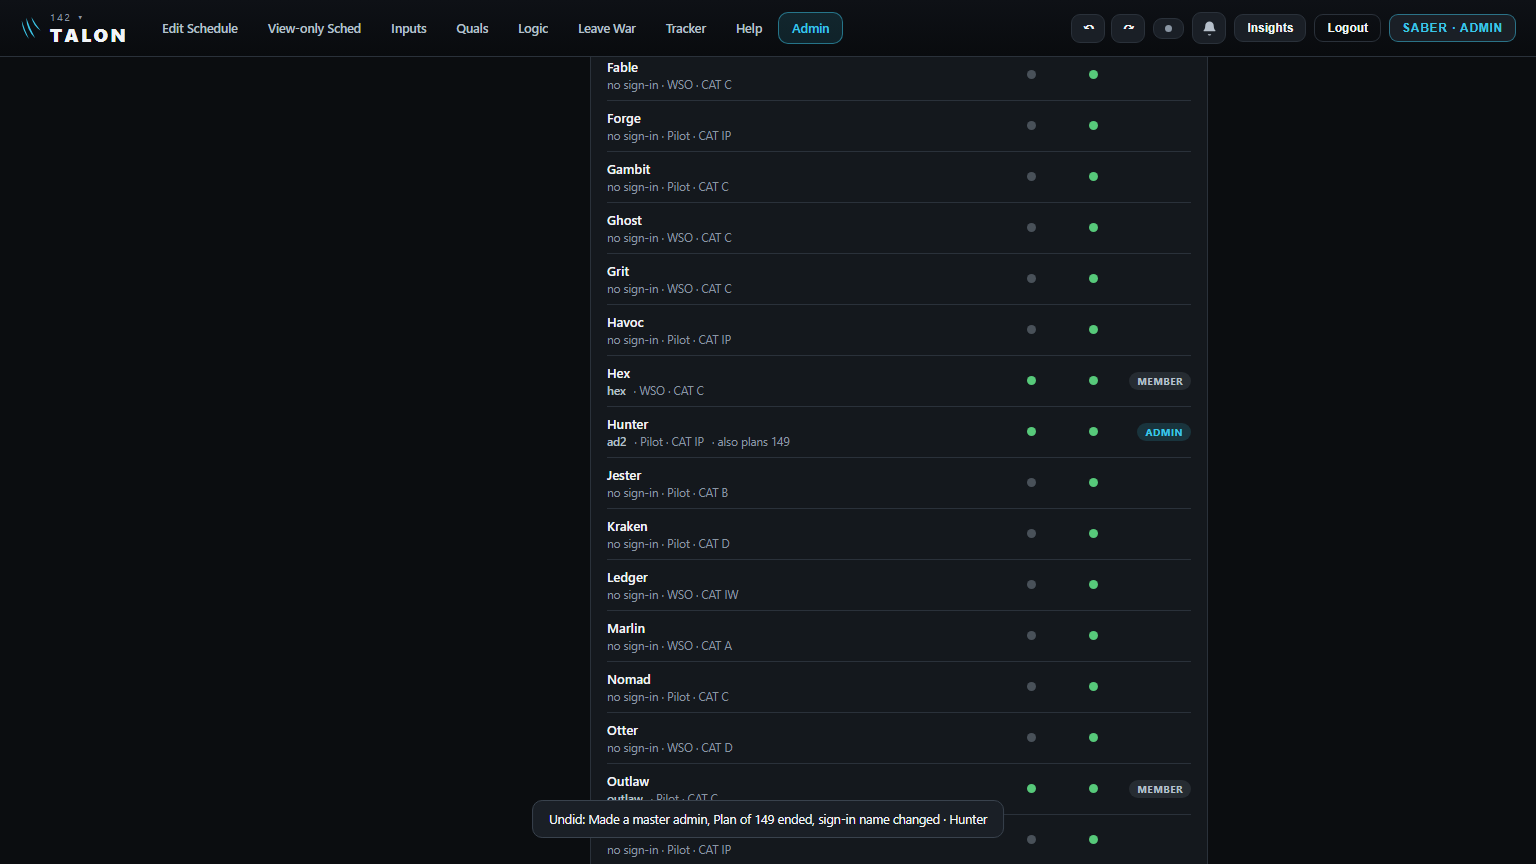 142 ▾
TALON
Edit Schedule
View-only Sched
Inputs
Quals
Logic
Leave War
Tracker
Help
Admin
Insights
Logout
SABER · ADMIN
Fable
no sign-in · WSO · CAT C
Forge
no sign-in · Pilot · CAT IP
Gambit
no sign-in · Pilot · CAT C
Ghost
no sign-in · WSO · CAT C
Grit
no sign-in · WSO · CAT C
Havoc
no sign-in · Pilot · CAT IP
Hex
hex · WSO · CAT C
MEMBER
Hunter
ad2 · Pilot · CAT IP · also plans 149
ADMIN
Jester
no sign-in · Pilot · CAT B
Kraken
no sign-in · Pilot · CAT D
Ledger
no sign-in · WSO · CAT IW
Marlin
no sign-in · WSO · CAT A
Nomad
no sign-in · Pilot · CAT C
Otter
no sign-in · WSO · CAT D
Outlaw
outlaw · Pilot · CAT C
MEMBER
Undid: Made a master admin, Plan of 149 ended, sign-in name changed · Hunter
no sign-in · Pilot · CAT IP